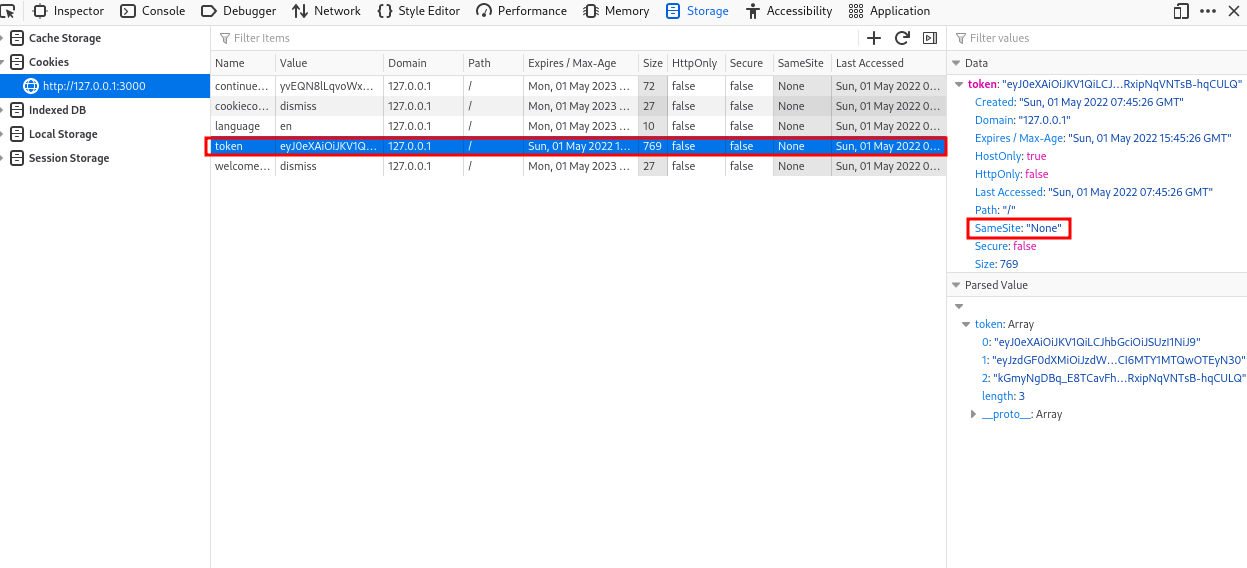 Inspector Console Debugger Network Style Editor Performance Memory Storage Accessibility Application
Cache Storage
Cookies
http://127.0.0.1:3000
Indexed DB
Local Storage
Session Storage
Filter Items
Name Value Domain Path Expires / Max-Age Size HttpOnly Secure SameSite Last Accessed
continue... yvEQN8lLqvoWx... 127.0.0.1 / Mon, 01 May 2023 ... 72 false false None Sun, 01 May 2022 0...
cookieco... dismiss 127.0.0.1 / Mon, 01 May 2023 ... 27 false false None Sun, 01 May 2022 0...
language en 127.0.0.1 / Mon, 01 May 2023 ... 10 false false None Sun, 01 May 2022 0...
token eyJ0eXAiOiJKV1Q... 127.0.0.1 / Sun, 01 May 2022 1... 769 false false None Sun, 01 May 2022 0...
welcome... dismiss 127.0.0.1 / Mon, 01 May 2023 ... 27 false false None Sun, 01 May 2022 0...
Filter values
Data
token: "eyJ0eXAiOiJKV1QiLCJ...RxipNqVNTsB-hqCULQ"
Created: "Sun, 01 May 2022 07:45:26 GMT"
Domain: "127.0.0.1"
Expires / Max-Age: "Sun, 01 May 2022 15:45:26 GMT"
HostOnly: true
HttpOnly: false
Last Accessed: "Sun, 01 May 2022 07:45:26 GMT"
Path: "/"
SameSite: "None"
Secure: false
Size: 769
Parsed Value
token: Array
0: "eyJ0eXAiOiJKV1QiLCJhbGciOiJSUzI1NiJ9"
1: "eyJzdGF0dXMiOiJzdW...CI6MTY1MTQwOTEyN30"
2: "kGmyNgDBq_E8TCavFh...RxipNqVNTsB-hqCULQ"
length: 3
__proto__: Array